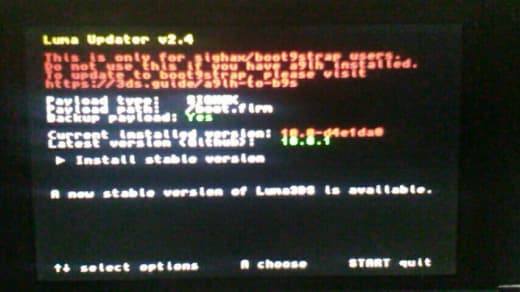 Luma Updater v2.4
This is only for sighax/boot9strap users.
Do not use this if you have a9lh installed.
To update to boot9strap, please visit
https://3ds.guide/a9lh-to-b9s
Payload type: SIGHAX
Payload path: /boot.firm
Backup payload: Yes
Current installed version: 10.0-d4e1da0
Latest version (Github): 10.0.1
► Install stable version
A new stable version of Luma3DS is available.
↑↓ select options A choose START quit